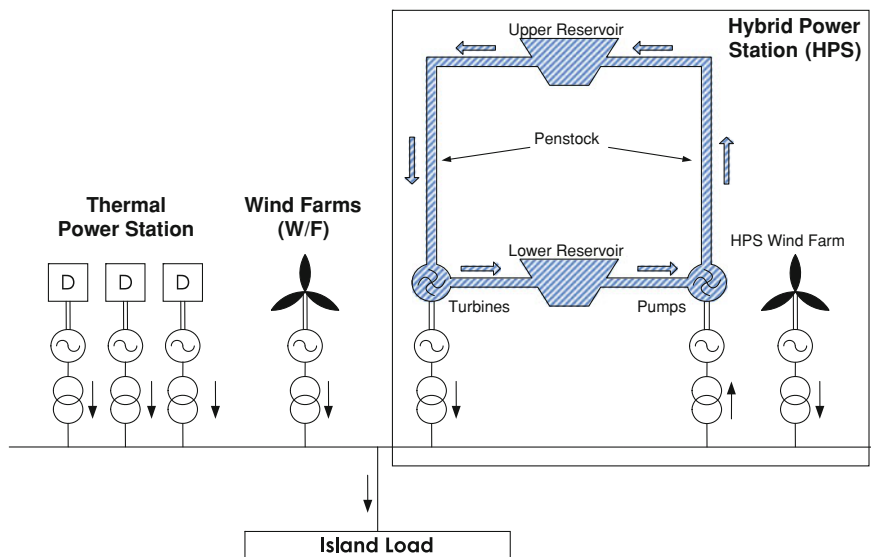 Upper Reservoir
Hybrid Power
Station (HPS)
Penstock
Thermal
Power Station
Wind Farms
(W/F)
Lower Reservoir
HPS Wind Farm
D
D
D
Turbines
Pumps
Island Load